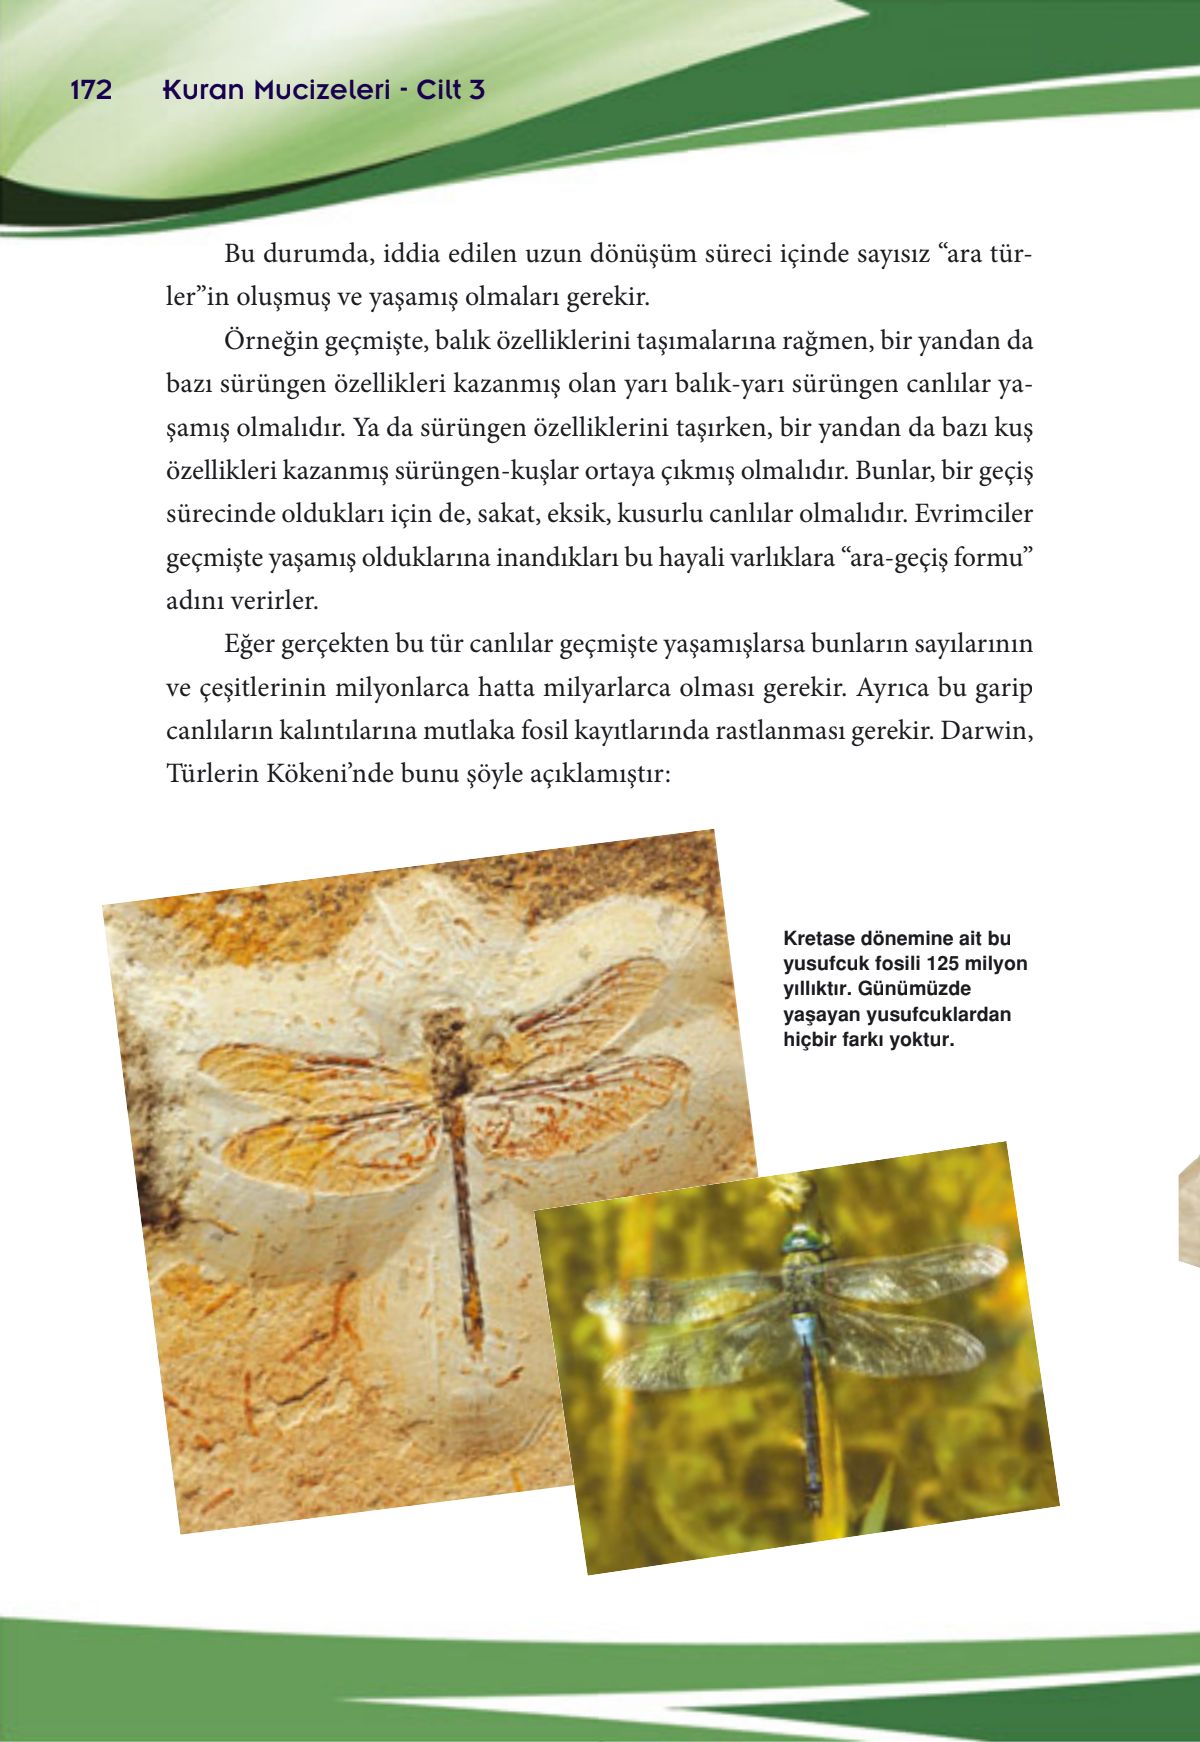 172 Kuran Mucizeleri - Cilt 3
Bu durumda, iddia edilen uzun dönüşüm süreci içinde sayısız “ara tür-
ler”in oluşmuş ve yaşamış olmaları gerekir.
Örneğin geçmişte, balık özelliklerini taşımalarına rağmen, bir yandan da
bazı sürüngen özellikleri kazanmış olan yarı balık-yarı sürüngen canlılar ya-
şamış olmalıdır. Ya da sürüngen özelliklerini taşırken, bir yandan da bazı kuş
özellikleri kazanmış sürüngen-kuşlar ortaya çıkmış olmalıdır. Bunlar, bir geçiş
sürecinde oldukları için de, sakat, eksik, kusurlu canlılar olmalıdır. Evrimciler
geçmişte yaşamış olduklarına inandıkları bu hayali varlıklara “ara-geçiş formu”
adını verirler.
Eğer gerçekten bu tür canlılar geçmişte yaşamışlarsa bunların sayılarının
ve çeşitlerinin milyonlarca hatta milyarlarca olması gerekir. Ayrıca bu garip
canlıların kalıntılarına mutlaka fosil kayıtlarında rastlanması gerekir. Darwin,
Türlerin Kökeni’nde bunu şöyle açıklamıştır:
Kretase dönemine ait bu
yusufcuk fosili 125 milyon
yıllıktır. Günümüzde
yaşayan yusufcuklardan
hiçbir farkı yoktur.